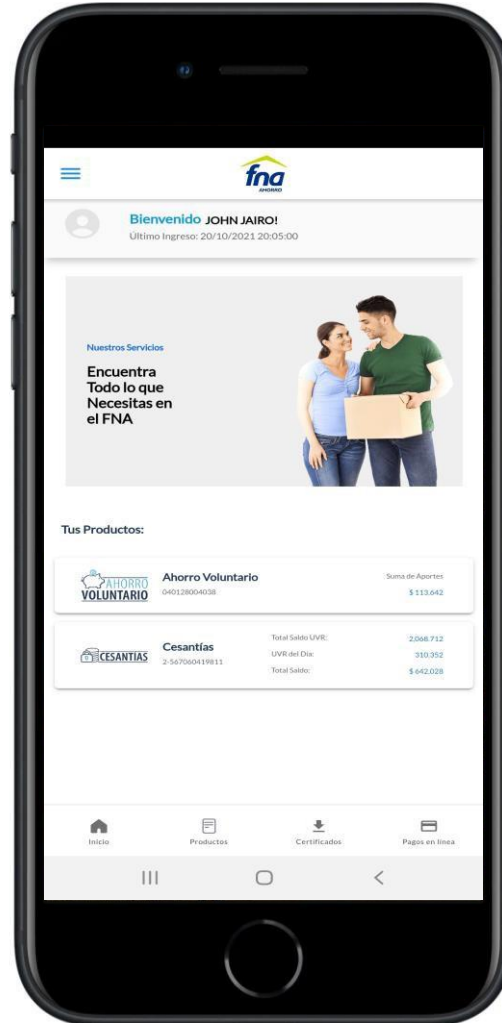 fna
AHORRO
Bienvenido JOHN JAIRO!
Último Ingreso: 20/10/2021 20:05:00
Nuestros Servicios
Encuentra
Todo lo que
Necesitas en
el FNA
Tus Productos:
AHORRO
VOLUNTARIO
Ahorro Voluntario
040128004038
Suma de Aportes
$ 113,642
CESANTIAS
Cesantías
2-567060419811
Total Saldo UVR: 2,068.712
UVR del Día: 310.352
Total Saldo: $ 642,028
Inicio Productos Certificados Pagos en línea